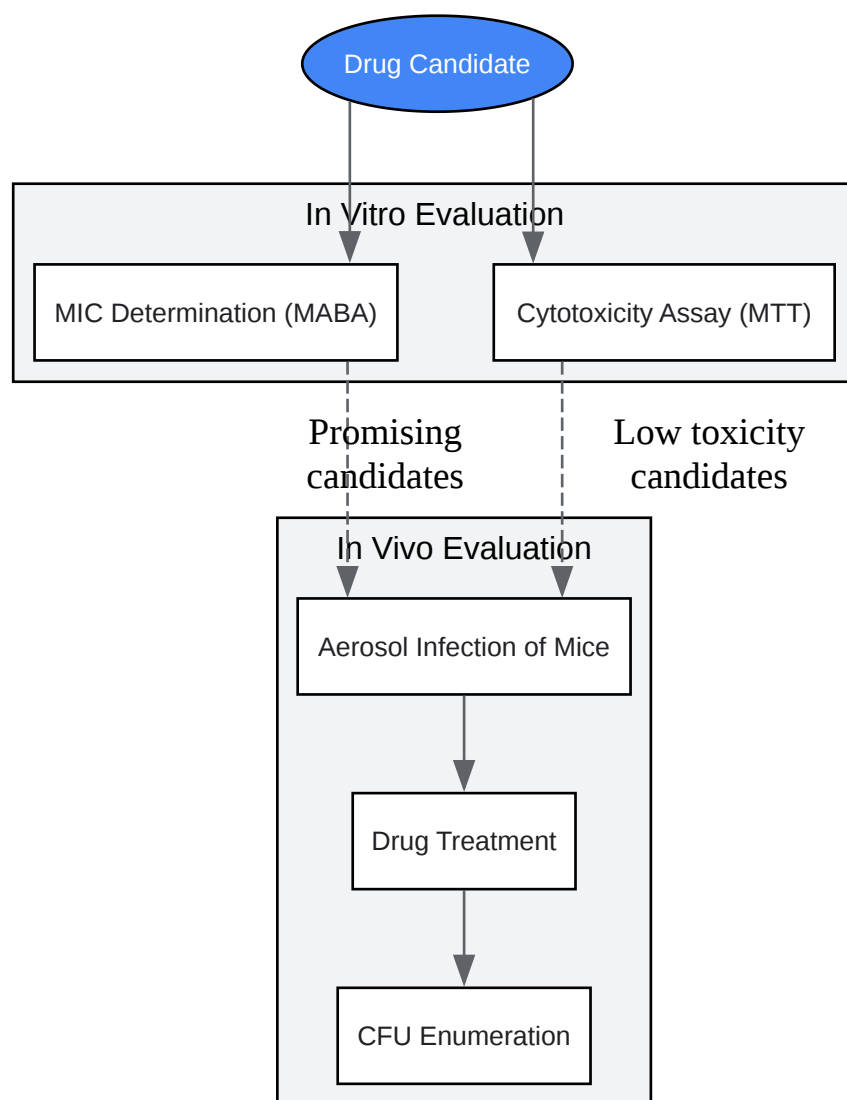 Drug Candidate
In Vitro Evaluation
MIC Determination (MABA)
Cytotoxicity Assay (MTT)
Promising
candidates
Low toxicity
candidates
In Vivo Evaluation
Aerosol Infection of Mice
Drug Treatment
CFU Enumeration